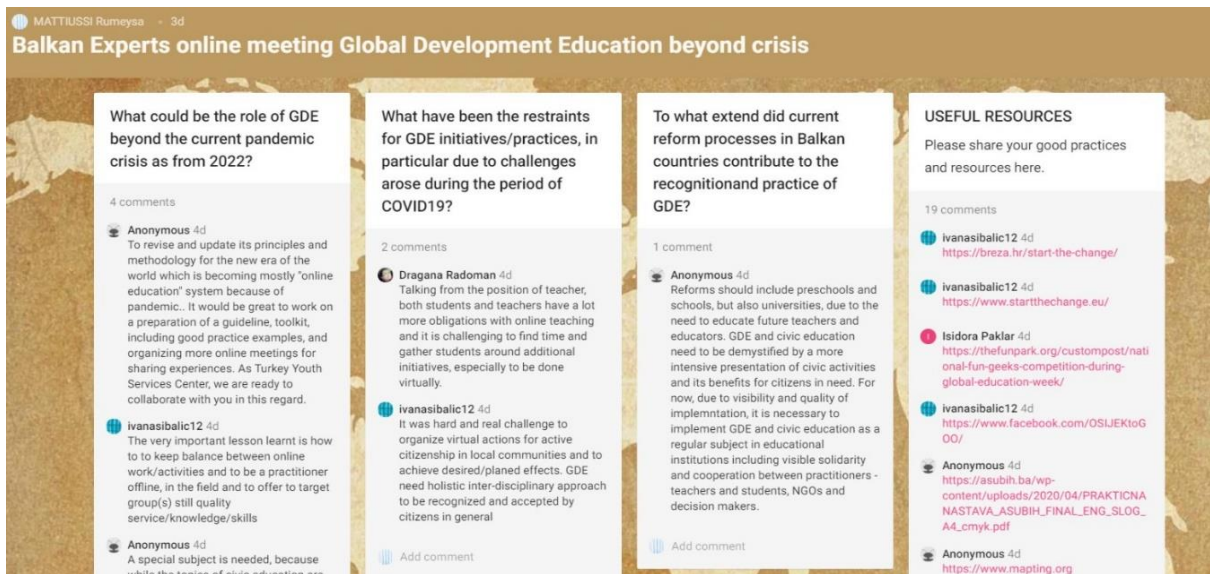 MATTIUSSI Rumeysa - 3d
Balkan Experts online meeting Global Development Education beyond crisis
What could be the role of GDE
beyond the current pandemic
crisis as from 2022?
4 comments
Anonymous 4d
To revise and update its principles and
methodology for the new era of the
world which is becoming mostly "online
education" system because of
pandemic.. It would be great to work on
a preparation of a guideline, toolkit,
including good practice examples, and
organizing more online meetings for
sharing experiences. As Turkey Youth
Services Center, we are ready to
collaborate with you in this regard.
ivanasibalic12 4d
The very important lesson learnt is how
to to keep balance between online
work/activities and to be a practitioner
offline, in the field and to offer to target
group(s) still quality
service/knowledge/skills
Anonymous 4d
A special subject is needed, because
while the topics of civic education are
What have been the restraints
for GDE initiatives/practices, in
particular due to challenges
arose during the period of
COVID19?
2 comments
Dragana Radoman 4d
Talking from the position of teacher,
both students and teachers have a lot
more obligations with online teaching
and it is challenging to find time and
gather students around additional
initiatives, especially to be done
virtually.
ivanasibalic12 4d
It was hard and real challenge to
organize virtual actions for active
citizenship in local communities and to
achieve desired/planed effects. GDE
need holistic inter-disciplinary approach
to be recognized and accepted by
citizens in general
Add comment
To what extend did current
reform processes in Balkan
countries contribute to the
recognitionand practice of
GDE?
1 comment
Anonymous 4d
Reforms should include preschools and
schools, but also universities, due to the
need to educate future teachers and
educators. GDE and civic education
need to be demystified by a more
intensive presentation of civic activities
and its benefits for citizens in need. For
now, due to visibility and quality of
implemntation, it is necessary to
implement GDE and civic education as a
regular subject in educational
institutions including visible solidarity
and cooperation between practitioners -
teachers and students, NGOs and
decision makers.
Add comment
USEFUL RESOURCES
Please share your good practices
and resources here.
19 comments
ivanasibalic12 4d
https://breza.hr/start-the-change/
ivanasibalic12 4d
https://www.startthechange.eu/
I
Isidora Paklar 4d
https://thefunpark.org/custompost/nati
onal-fun-geeks-competition-during-
global-education-week/
ivanasibalic12 4d
https://www.facebook.com/OSIJEKtoG
OO/
Anonymous 4d
https://asubih.ba/wp-
content/uploads/2020/04/PRAKTICNA
NASTAVA_ASUBIH_FINAL_ENG_SLOG_
A4_cmyk.pdf
Anonymous 4d
https://www.mapting.org